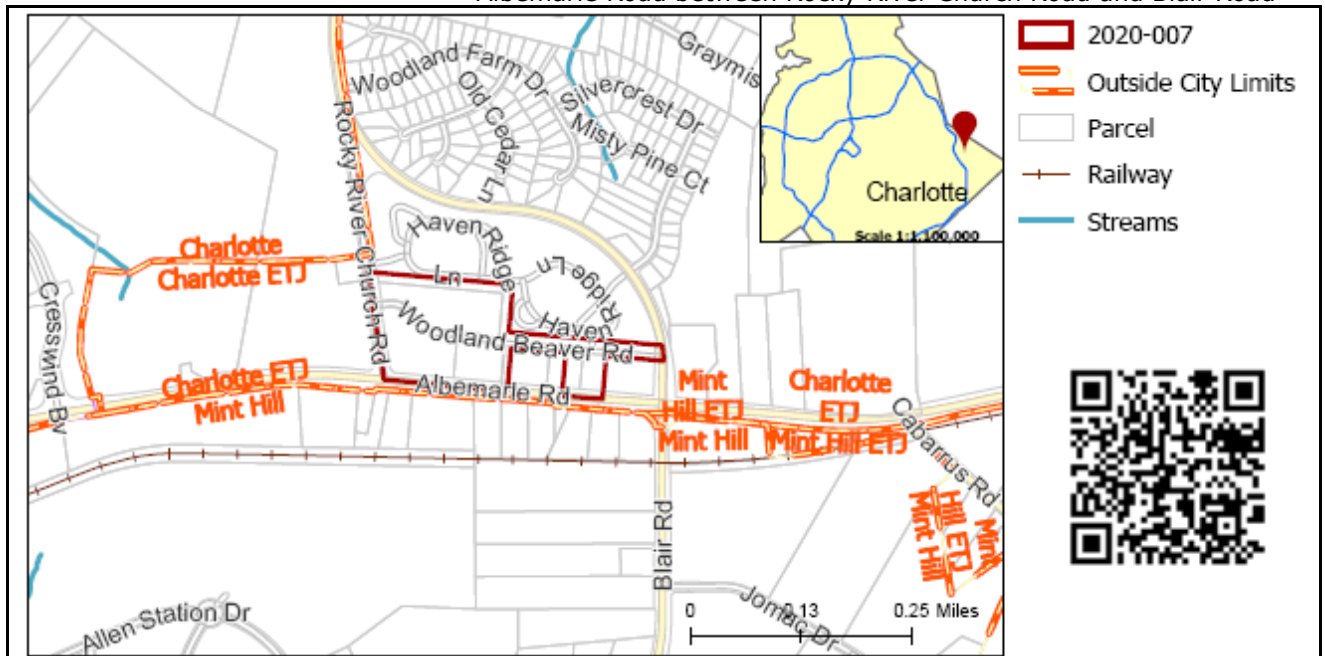 Albemarle Road between Rocky River Church Road and Blair Road
2020-007
Outside City Limits
Parcel
Railway
Streams
Charlotte
Scale 1:1,100,000
Graymis
Woodland Farm Dr
Old Cedar Ln
Silvercrest Dr
Misty Pine Ct
Rocky River Church Rd
Haven Ridge
Ln
Haven
Ridge Ln
Woodland Beaver Rd
Albemarle Rd
Charlotte
Charlotte ETJ
Cresswind Bv
Charlotte ETJ
Mint Hill
Mint
Hill ETJ
Mint Hill
Charlotte
ETJ
Mint Hill ETJ
Cabarrus Rd
Hill ETJ
Mint Hill
Mint
Blair Rd
Jomac Dr
Allen Station Dr
0 0.13 0.25 Miles